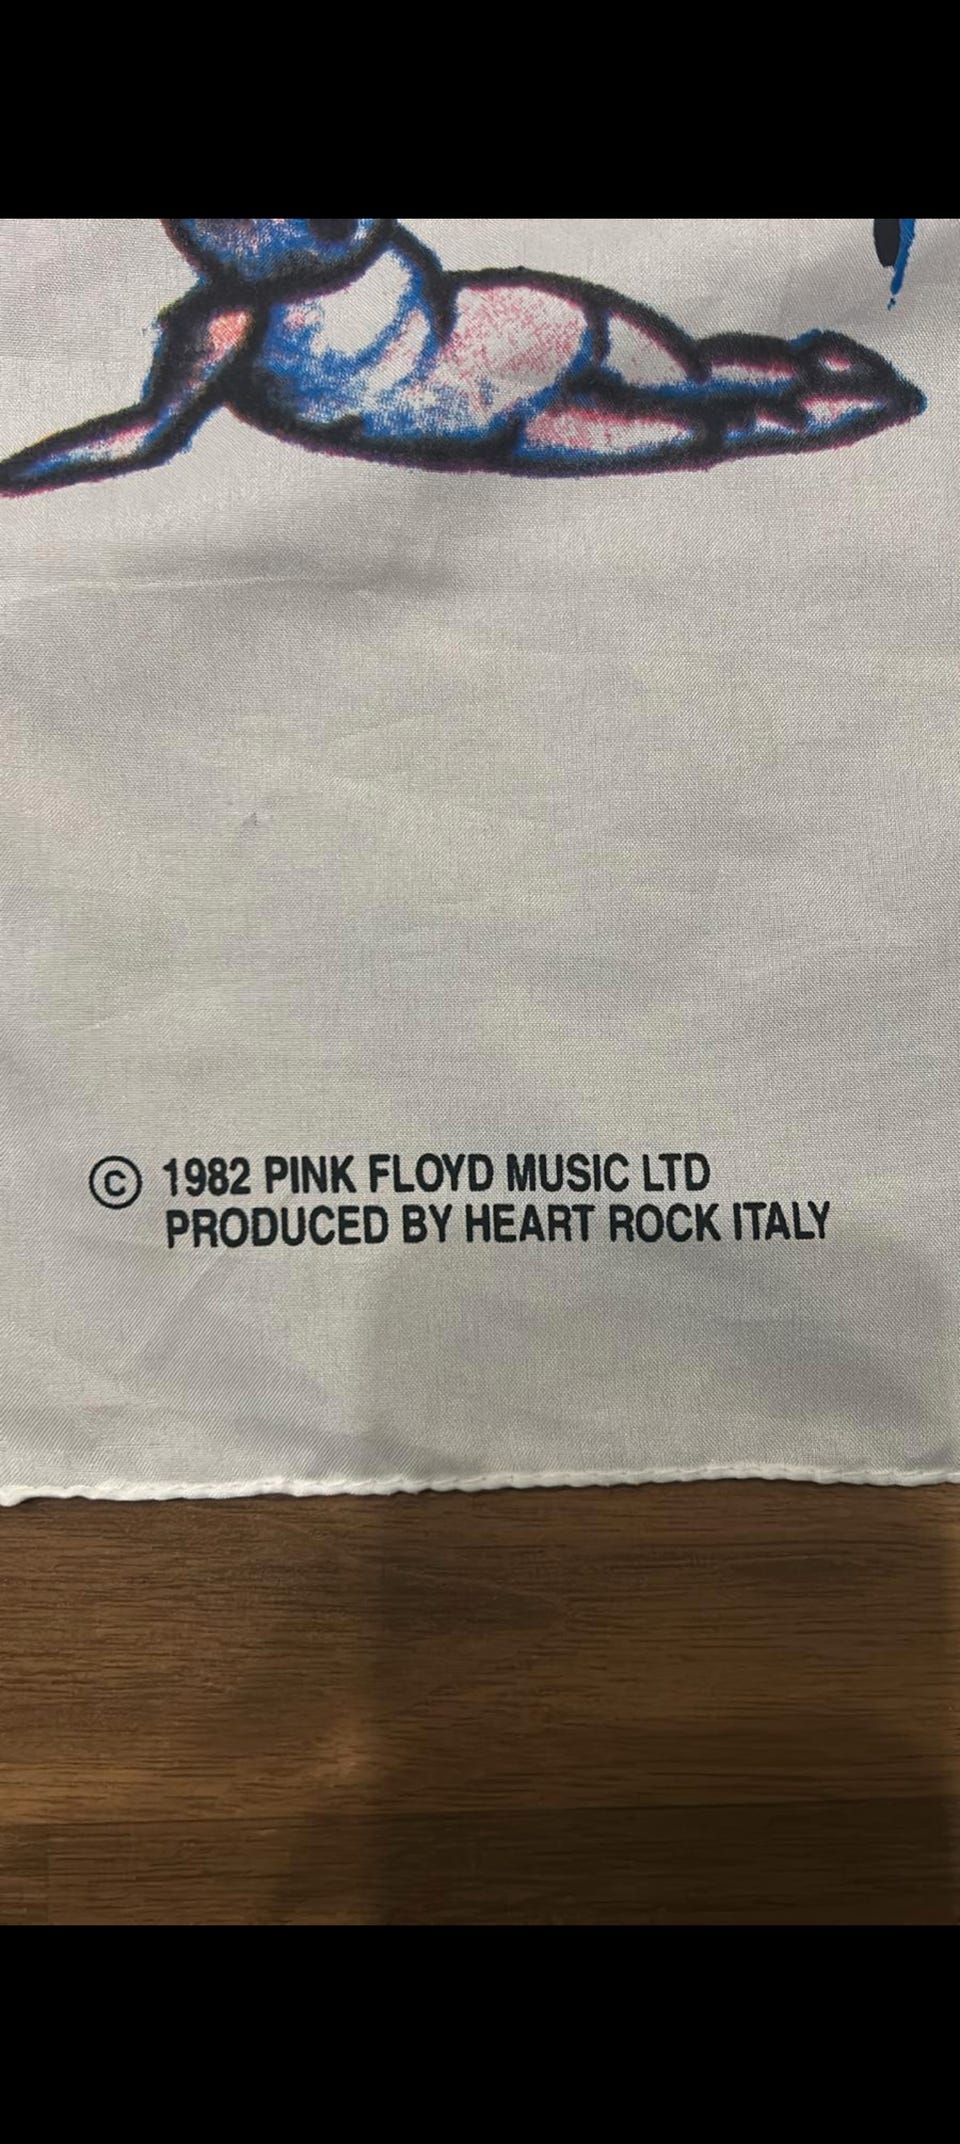 © 1982 PINK FLOYD MUSIC LTD
PRODUCED BY HEART ROCK ITALY